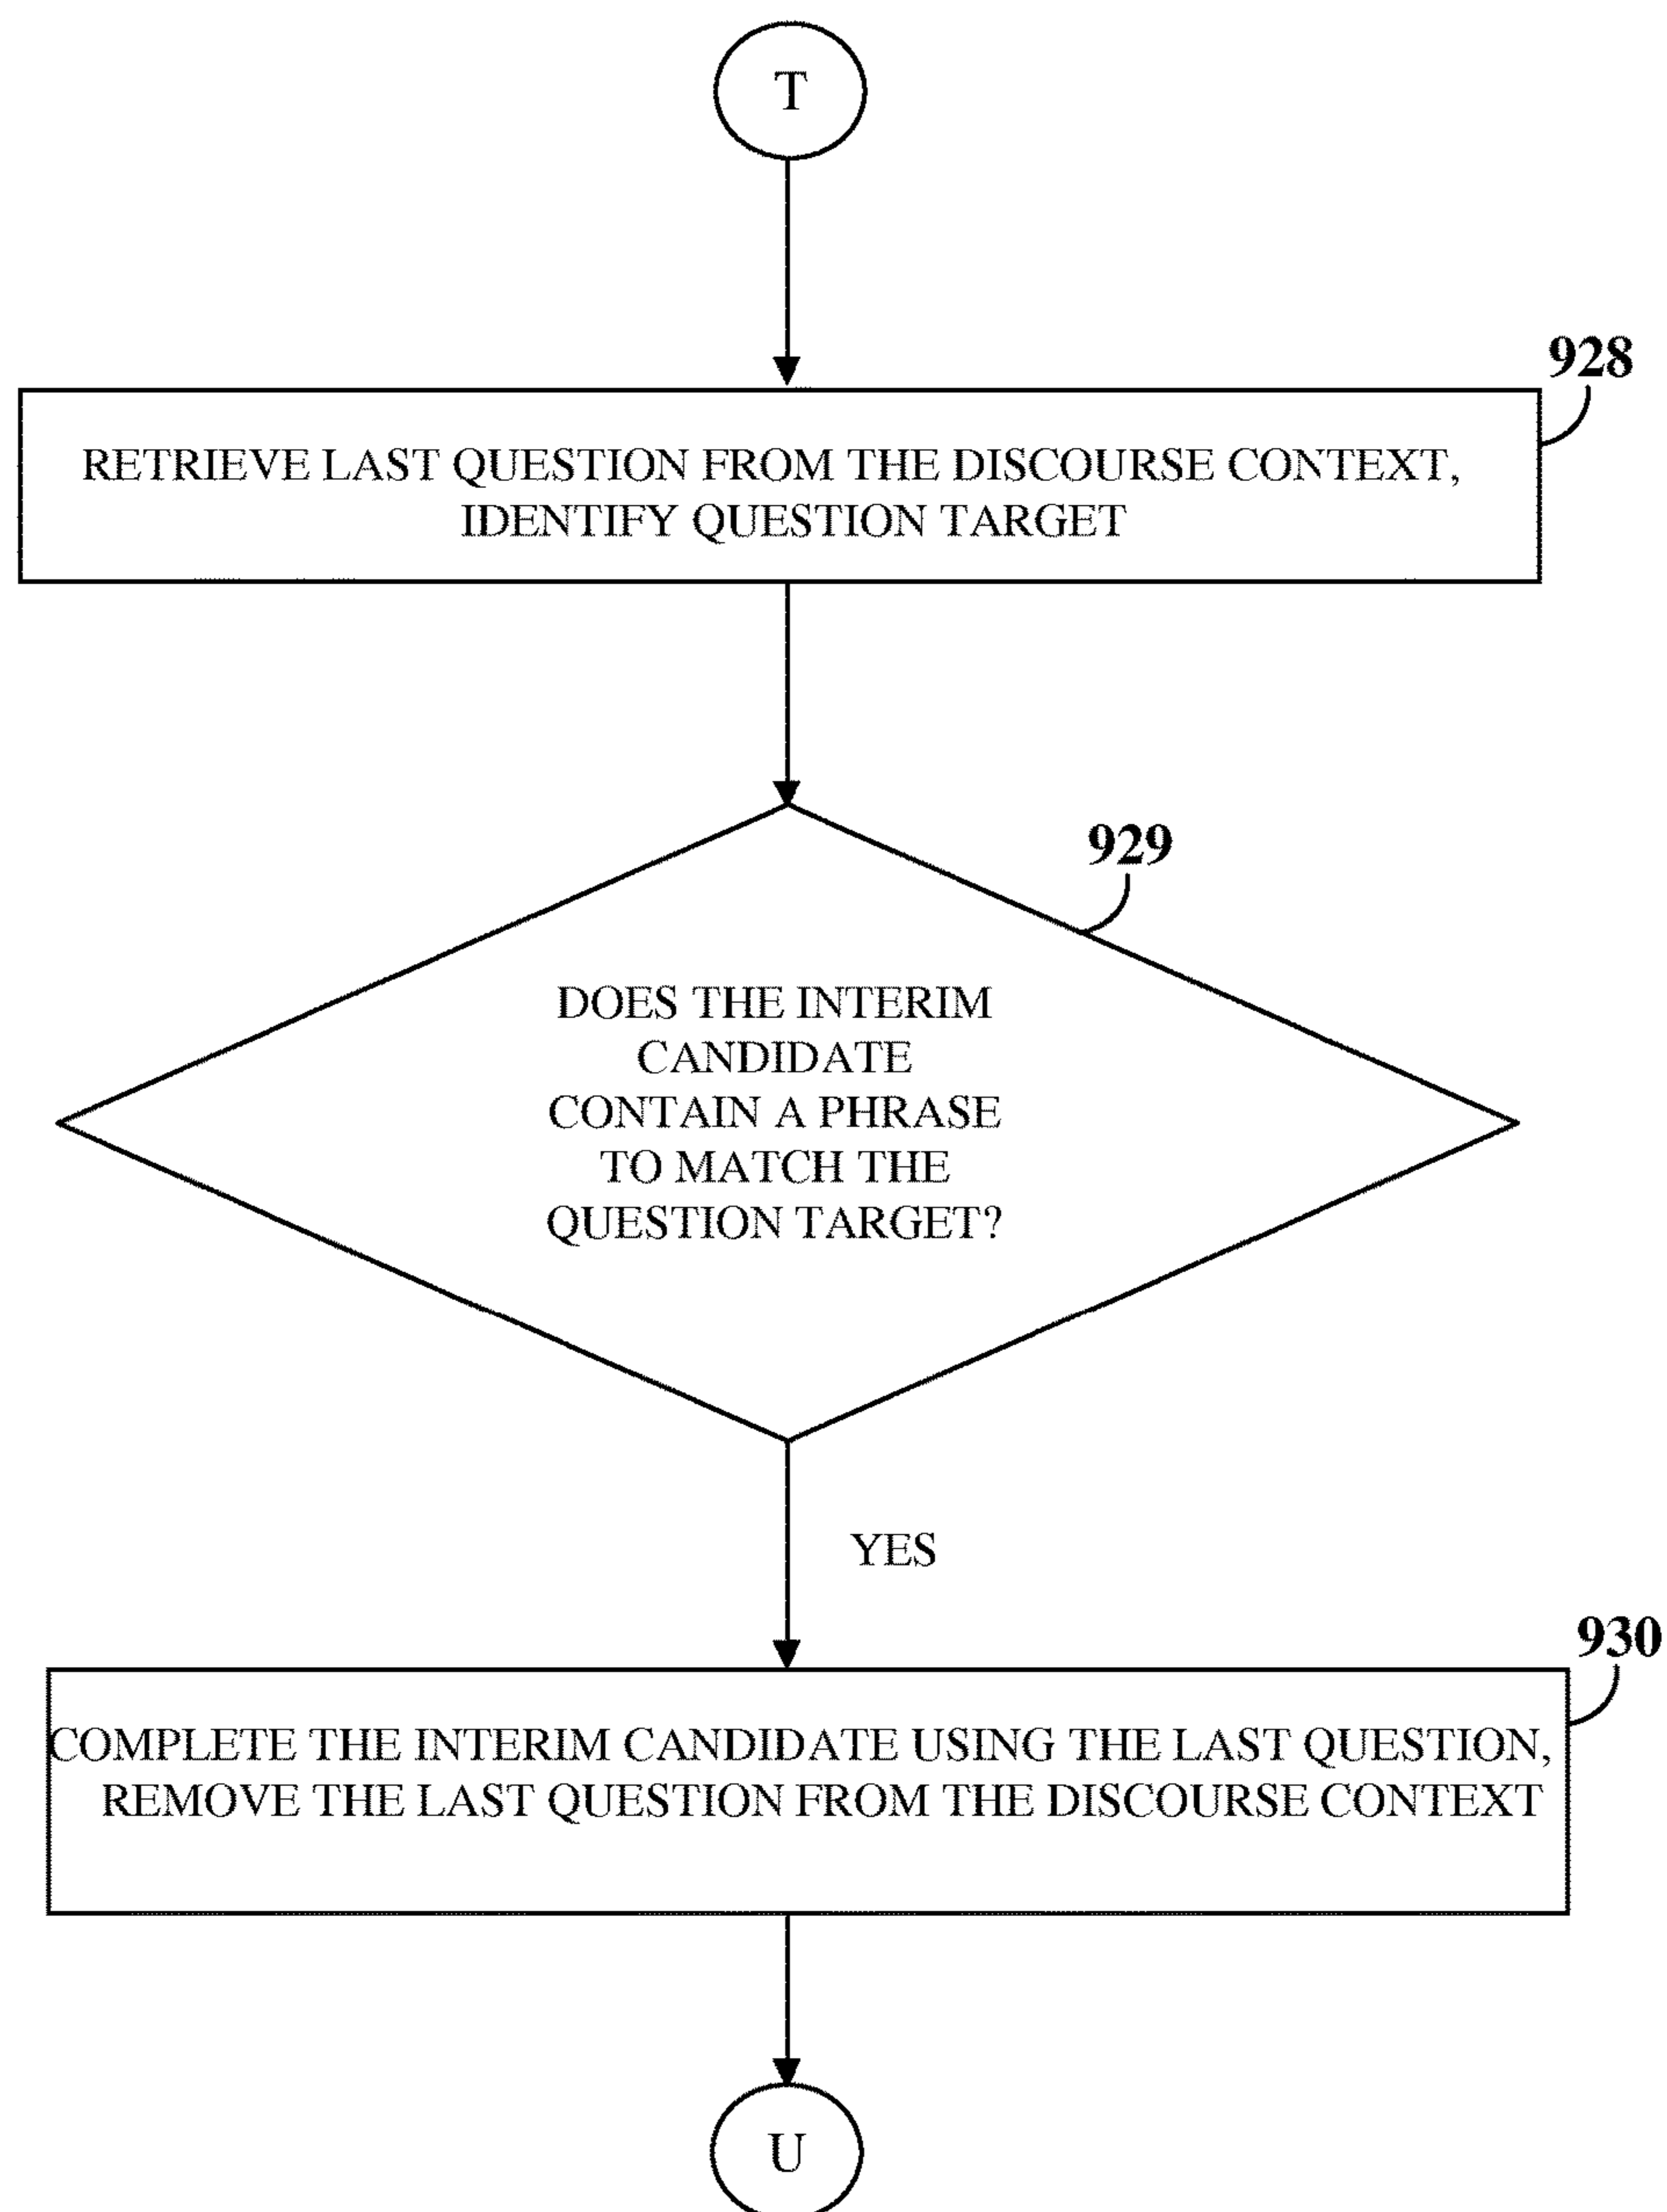 T
928
RETRIEVE LAST QUESTION FROM THE DISCOURSE CONTEXT,
IDENTIFY QUESTION TARGET
929
DOES THE INTERIM
CANDIDATE
CONTAIN A PHRASE
TO MATCH THE
QUESTION TARGET?
YES
930
COMPLETE THE INTERIM CANDIDATE USING THE LAST QUESTION,
REMOVE THE LAST QUESTION FROM THE DISCOURSE CONTEXT
U